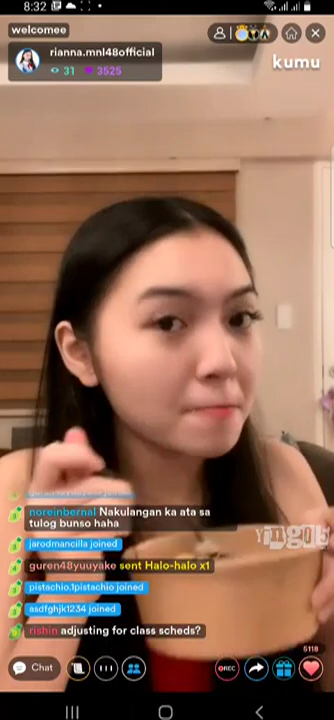 8:32
welcomee
rianna.mnl48official
31 3525
kumu
noreinbernal Nakulangan ka ata sa
tulog bunso haha
jarodmancilla joined
guren48yuuyake sent Halo-halo x1
pistachio.1pistachio joined
asdfghjk1234 joined
rishin adjusting for class scheds?
5118
Chat
REC